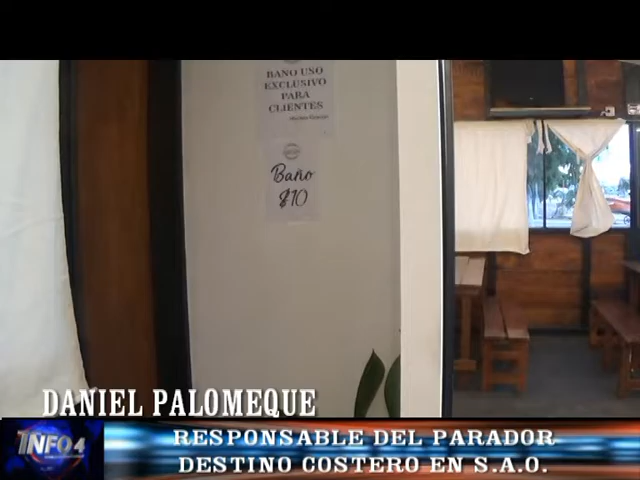 BAÑO USO
EXCLUSIVO
PARA
CLIENTES
Baño
$10
DANIEL PALOMEQUE
INFO4
RESPONSABLE DEL PARADOR
DESTINO COSTERO EN S.A.O.